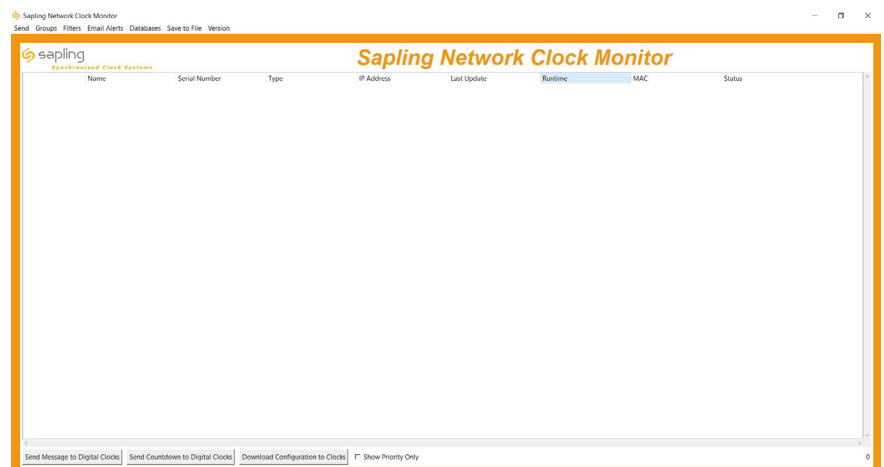 Sapling Network Clock Monitor
Send Groups Filters Email Alerts Databases Save to File Version
sapling
Synchronized Clock Systems
Sapling Network Clock Monitor
Name Serial Number Type IP Address Last Update Runtime MAC Status
Send Message to Digital Clocks Send Countdown to Digital Clocks Download Configuration to Clocks Show Priority Only 0